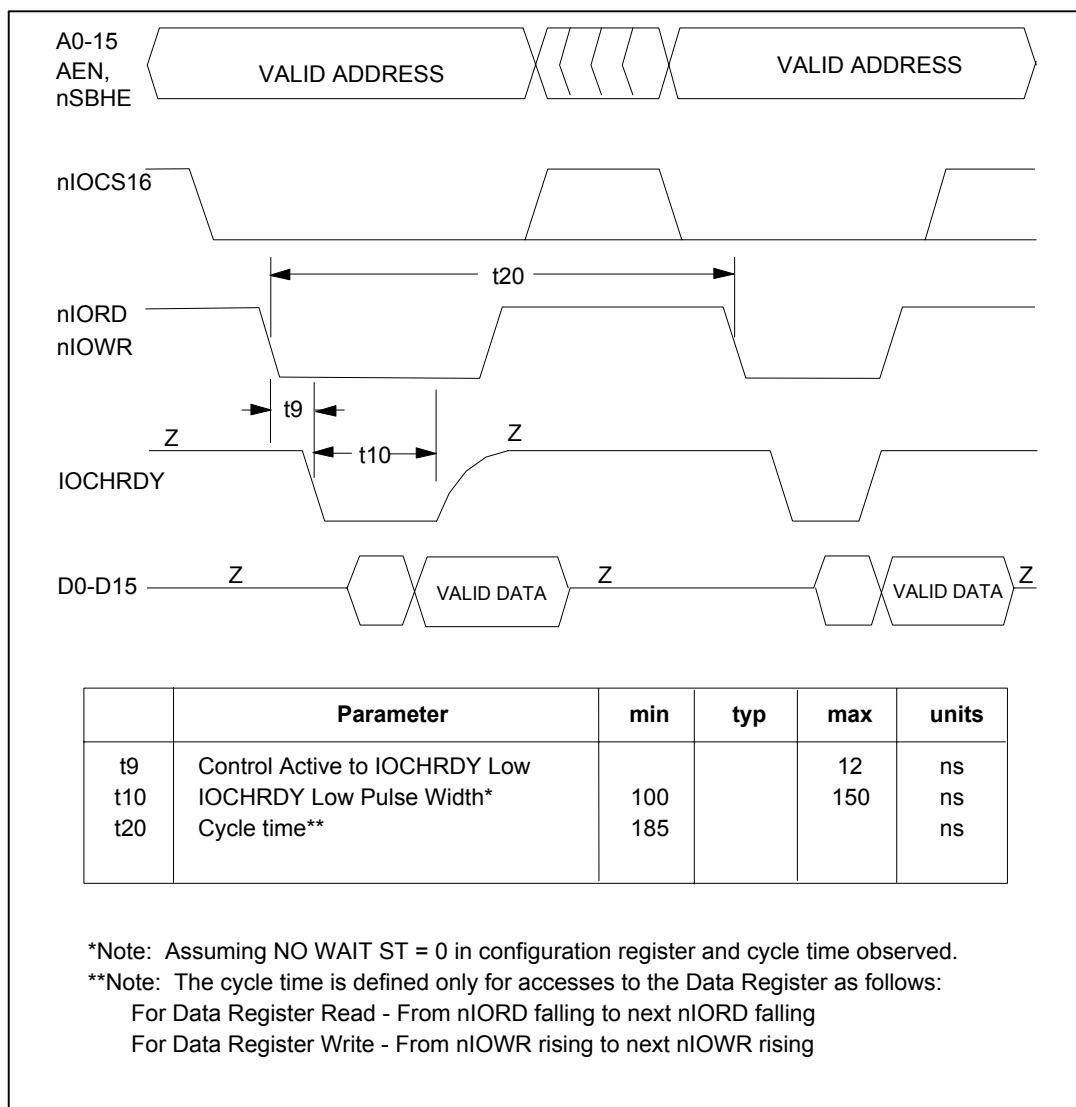 A0-15
AEN,
nSBHE
VALID ADDRESS
VALID ADDRESS
nIOCS16
t20
nIORD
nIOWR
t9
Z
t10
Z
IOCHRDY
D0-D15
Z
VALID DATA
Z
VALID DATA
Z
Parameter min typ max units
t9 Control Active to IOCHRDY Low 12 ns
t10 IOCHRDY Low Pulse Width* 100 150 ns
t20 Cycle time** 185 ns
*Note: Assuming NO WAIT ST = 0 in configuration register and cycle time observed.
**Note: The cycle time is defined only for accesses to the Data Register as follows:
For Data Register Read - From nIORD falling to next nIORD falling
For Data Register Write - From nIOWR rising to next nIOWR rising